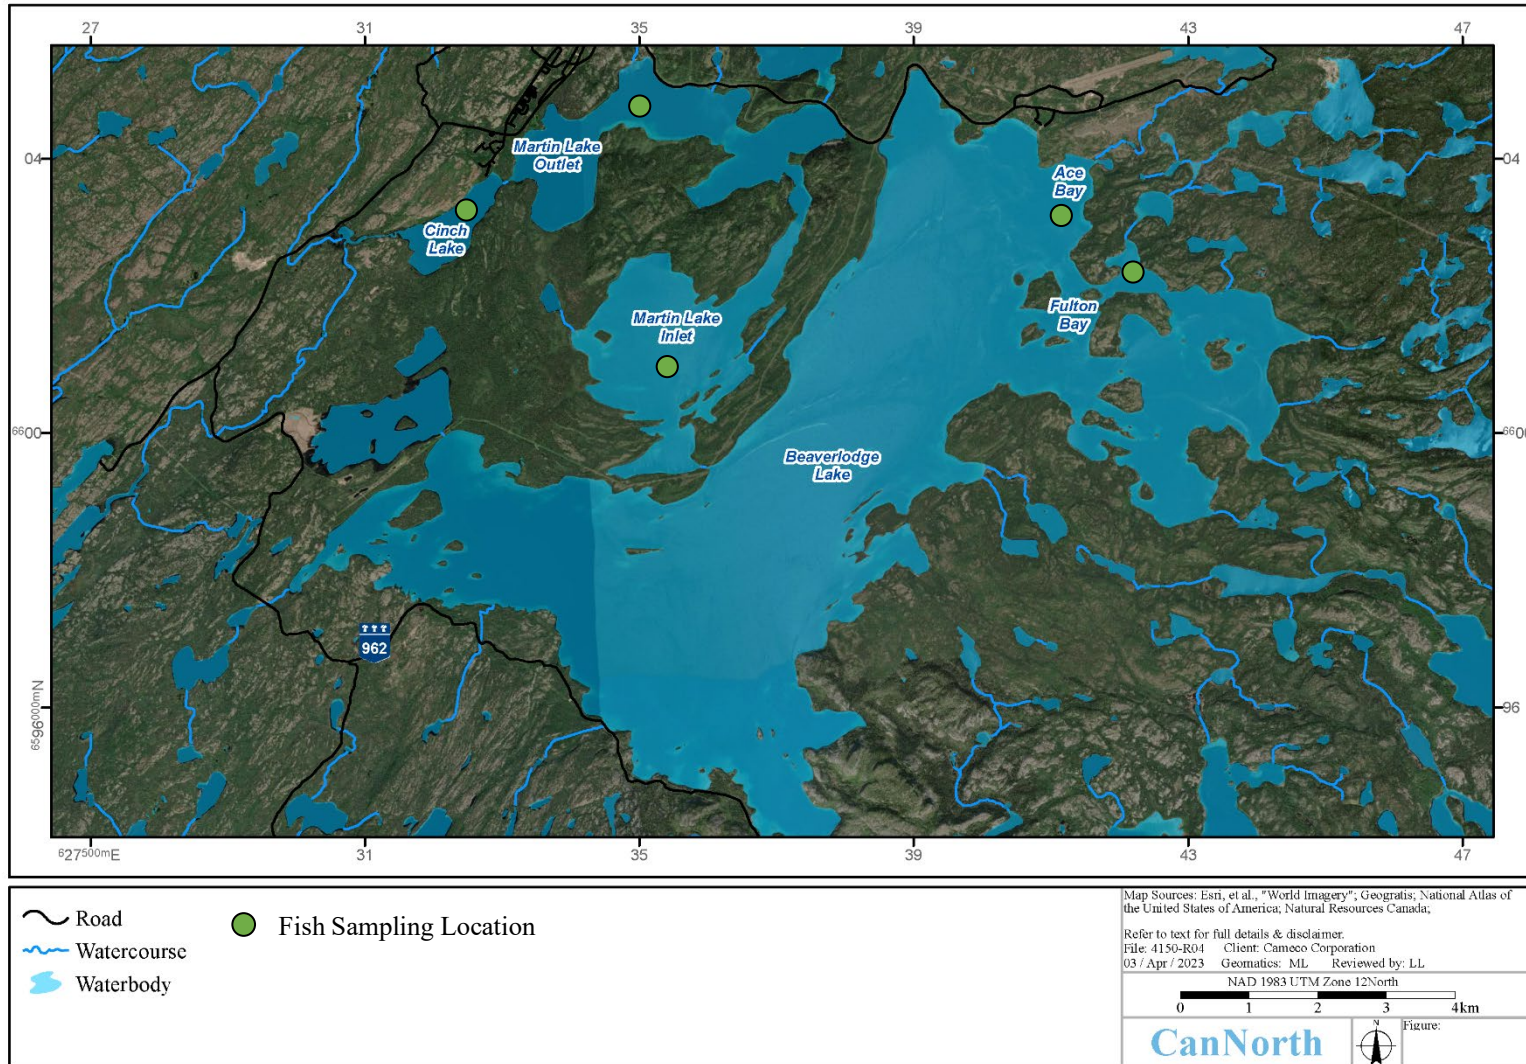 27 31 35 39 43 47
Martin Lake
Outlet
04 04
Ace
Bay
Cinch
Lake
Fulton
Bay
Martin Lake
Inlet
6600 6600
Beaverlodge
Lake
962
6596000mN 96
627500mE 31 35 39 43 47
Road
Watercourse
Waterbody
Fish Sampling Location
Map Sources: Esri, et al., "World Imagery"; Geogratis; National Atlas of
the United States of America; Natural Resources Canada;
Refer to text for full details & disclaimer.
File: 4150-R04 Client: Cameco Corporation
03 / Apr / 2023 Geomatics: ML Reviewed by: LL
NAD 1983 UTM Zone 12North
0 1 2 3 4km
CanNorth
N
Figure: